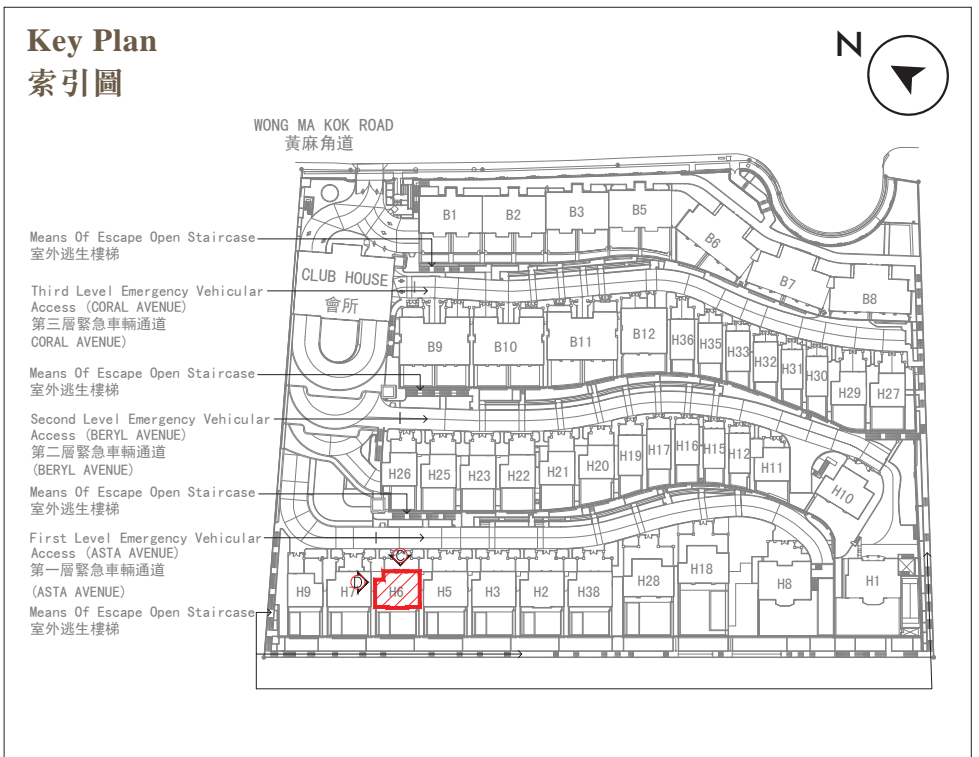 Key Plan
索引圖
N
WONG MA KOK ROAD
黃麻角道
Means Of Escape Open Staircase
室外逃生樓梯
Third Level Emergency Vehicular
Access (CORAL AVENUE)
第三層緊急車輛通道
CORAL AVENUE)
Means Of Escape Open Staircase
室外逃生樓梯
Second Level Emergency Vehicular
Access (BERYL AVENUE)
第二層緊急車輛通道
(BERYL AVENUE)
Means Of Escape Open Staircase
室外逃生樓梯
First Level Emergency Vehicular
Access (ASTA AVENUE)
第一層緊急車輛通道
(ASTA AVENUE)
Means Of Escape Open Staircase
室外逃生樓梯
CLUB HOUSE
會所
B1
B2
B3
B5
B6
B7
B8
B9
B10
B11
B12
H36
H35
H33
H32
H31
H30
H29
H27
H26
H25
H23
H22
H21
H20
H19
H17
H16
H15
H12
H11
H10
C
D
H9
H7
H6
H5
H3
H2
H38
H28
H18
H8
H1